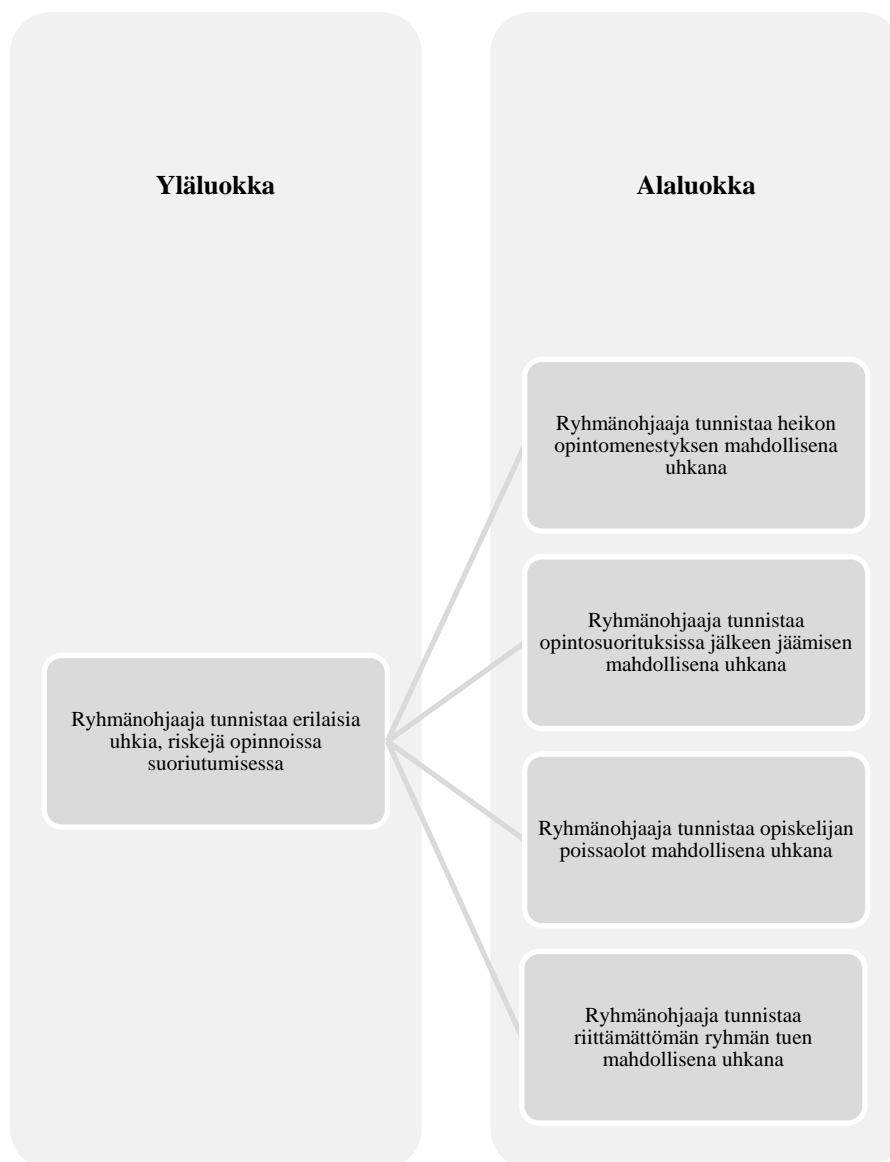 Yläluokka
Alaluokka
Ryhmänohjaaja tunnistaa erilaisia
uhkia, riskejä opinnoissa
suoriutumisessa
Ryhmänohjaaja tunnistaa heikon
opintomenestyksen mahdollisena
uhkana
Ryhmänohjaaja tunnistaa
opintosuorituksissa jälkeen jäämisen
mahdollisena uhkana
Ryhmänohjaaja tunnistaa opiskelijan
poissaolot mahdollisena uhkana
Ryhmänohjaaja tunnistaa
riittämättömän ryhmän tuen
mahdollisena uhkana